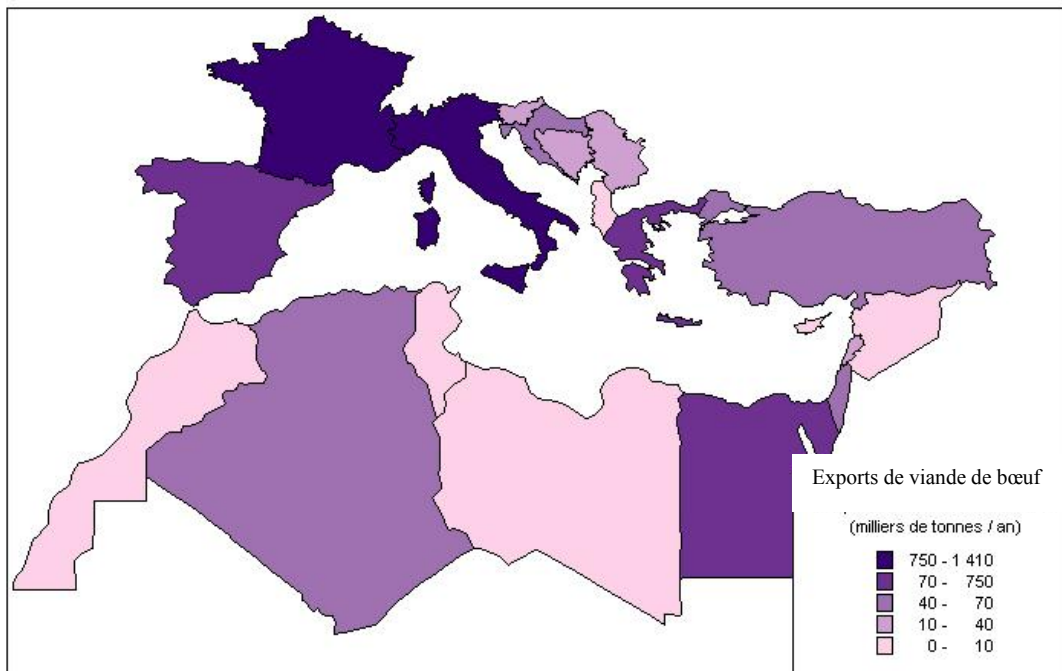 Exports de viande de bœuf
(milliers de tonnes / an)
750 - 1 410
70 - 750
40 - 70
10 - 40
0 - 10